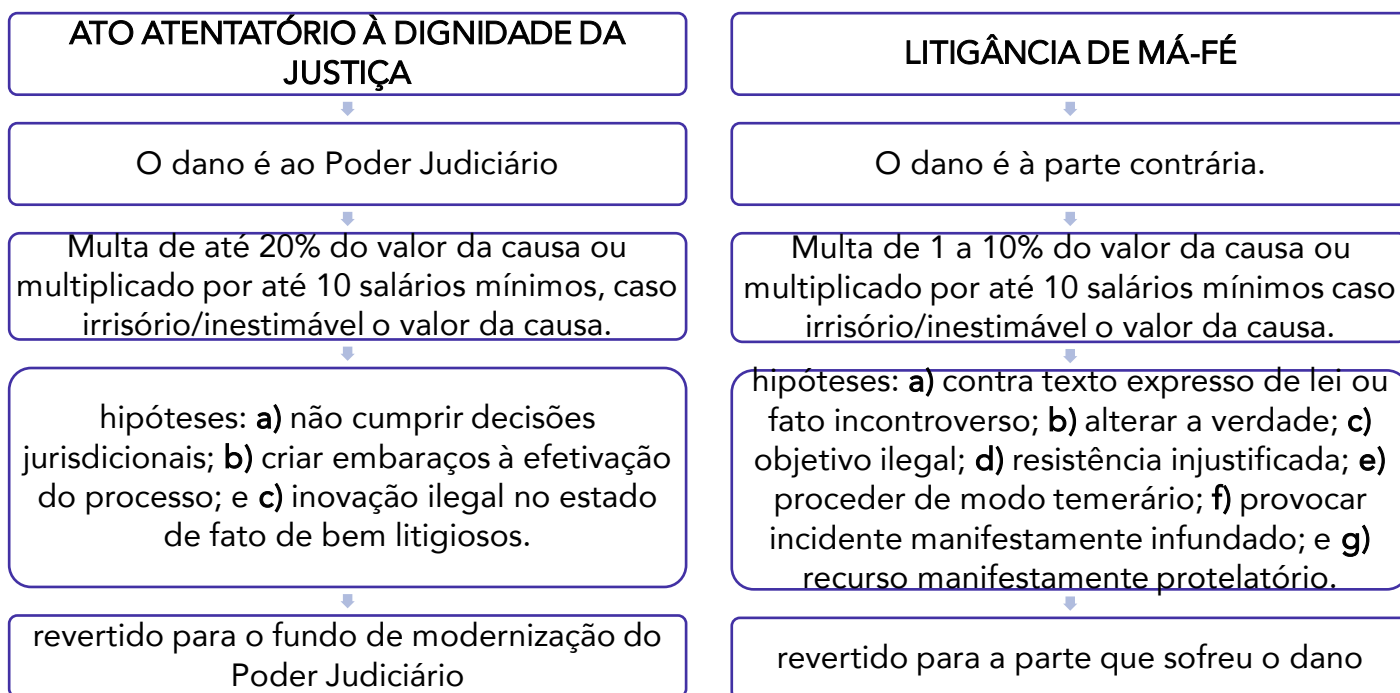 ATO ATENTATÓRIO À DIGNIDADE DA
JUSTIÇA
O dano é ao Poder Judiciário
Multa de até 20% do valor da causa ou
multiplicado por até 10 salários mínimos, caso
irrisório/inestimável o valor da causa.
hipóteses: a) não cumprir decisões
jurisdicionais; b) criar embaraços à efetivação
do processo; e c) inovação ilegal no estado
de fato de bem litigiosos.
revertido para o fundo de modernização do
Poder Judiciário
LITIGÂNCIA DE MÁ-FÉ
O dano é à parte contrária.
Multa de 1 a 10% do valor da causa ou
multiplicado por até 10 salários mínimos caso
irrisório/inestimável o valor da causa.
hipóteses: a) contra texto expresso de lei ou
fato incontroverso; b) alterar a verdade; c)
objetivo ilegal; d) resistência injustificada; e)
proceder de modo temerário; f) provocar
incidente manifestamente infundado; e g)
recurso manifestamente protelatório.
revertido para a parte que sofreu o dano